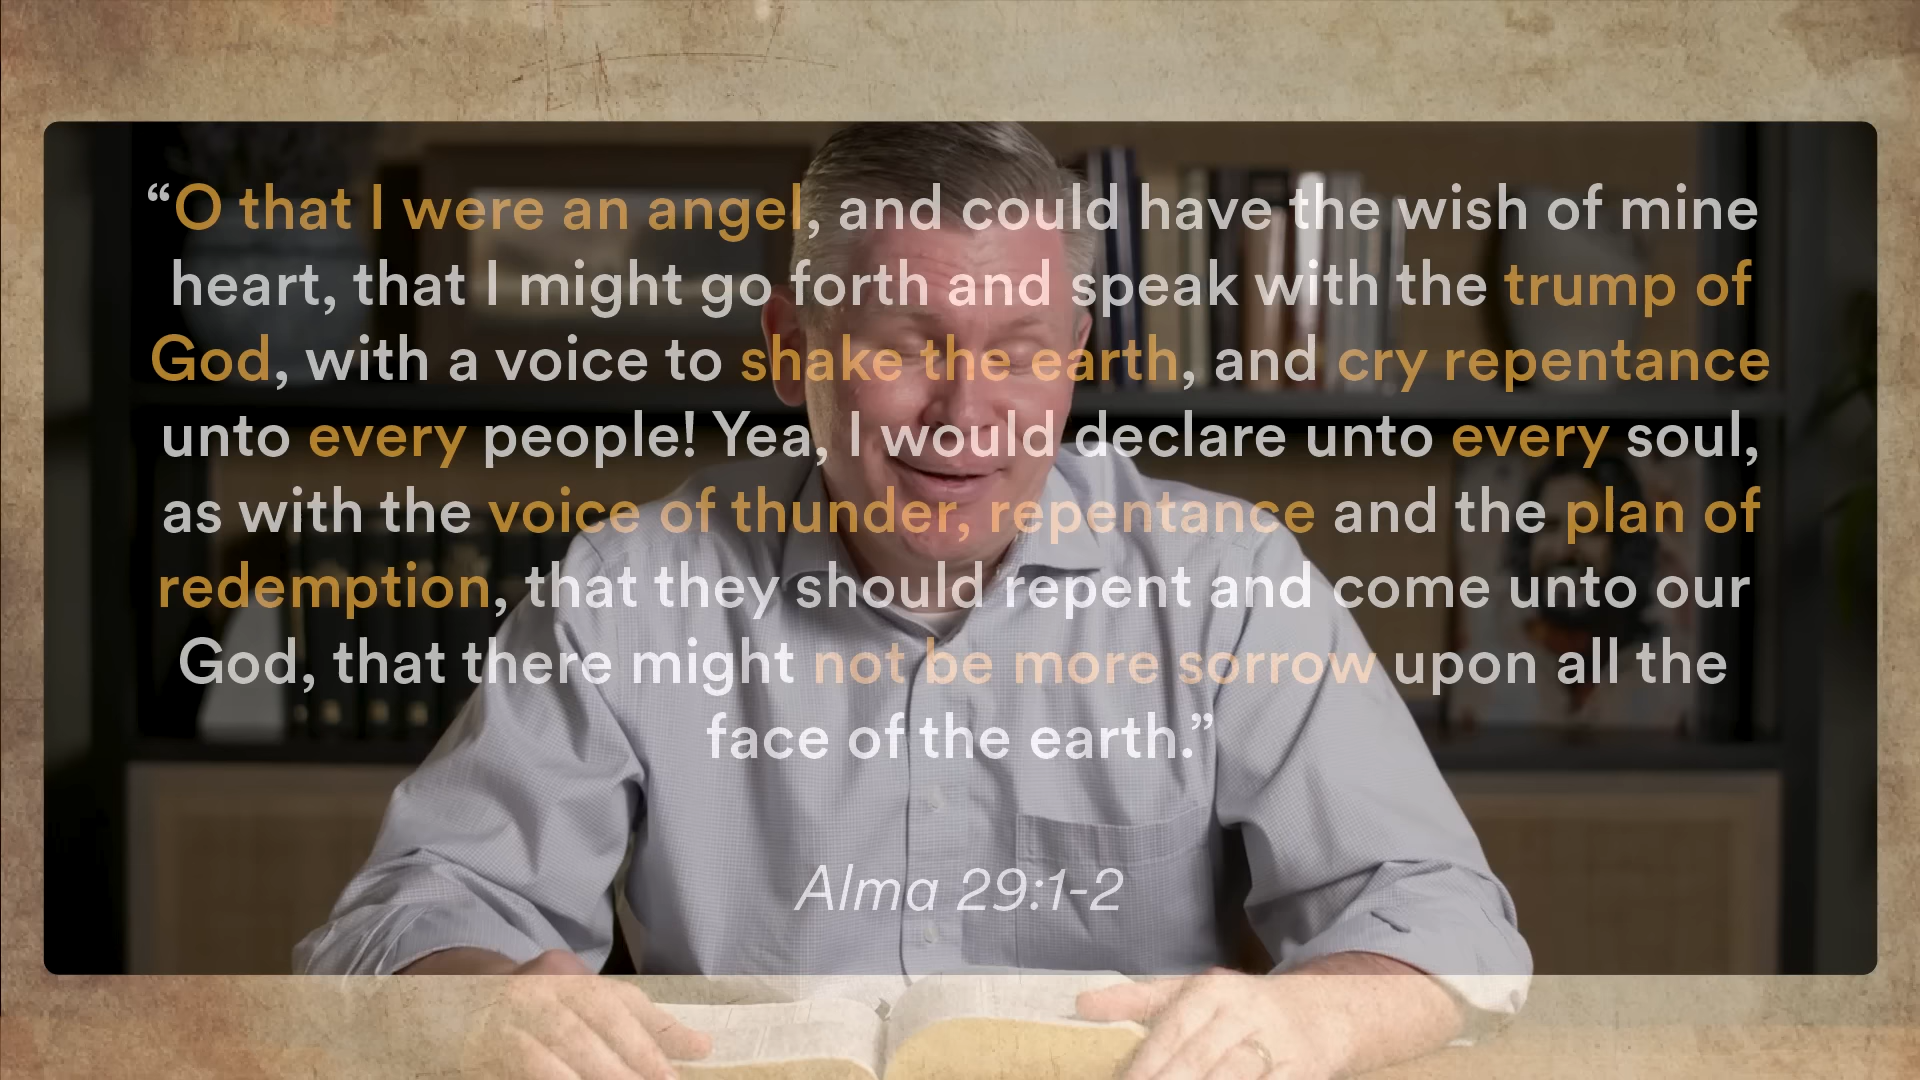 “O that I were an angel, and could have the wish of mine
heart, that I might go forth and speak with the trump of
God, with a voice to shake the earth, and cry repentance
unto every people! Yea, I would declare unto every soul,
as with the voice of thunder, repentance and the plan of
redemption, that they should repent and come unto our
God, that there might not be more sorrow upon all the
face of the earth.”
Alma 29:1-2